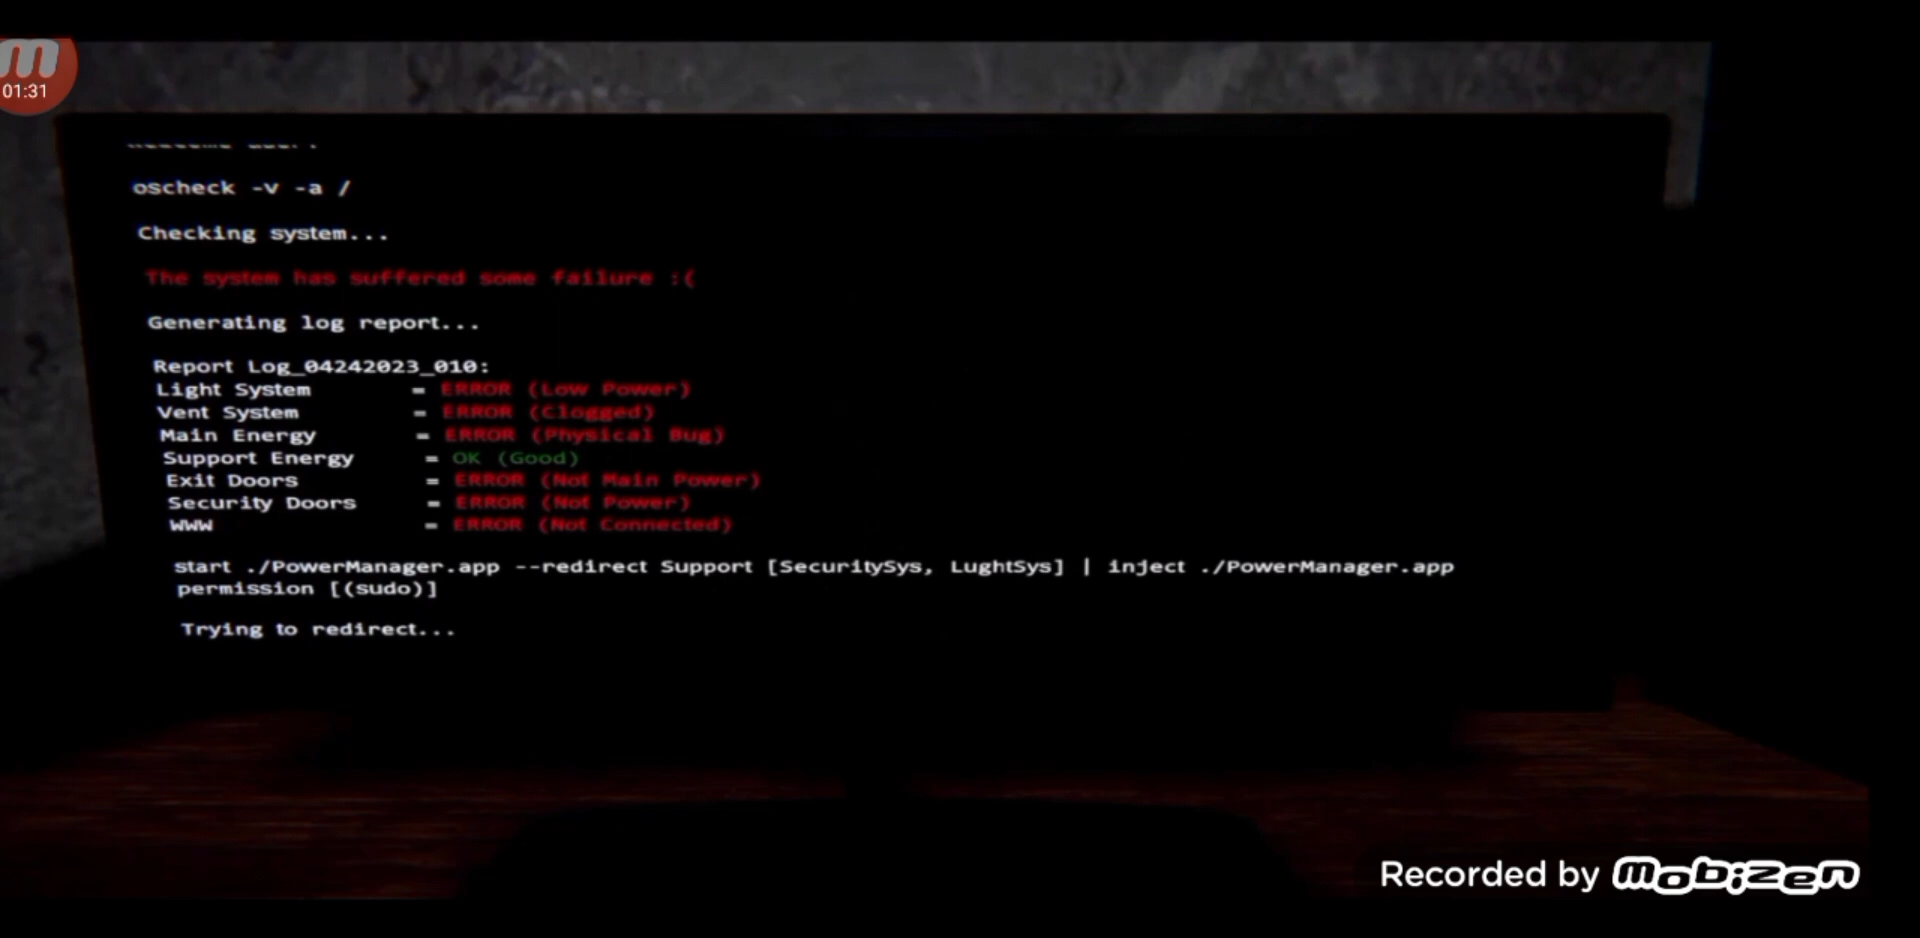 01:31
oscheck -v -a /
Checking system...
The system has suffered some failure :(
Generating log report...
Report Log_04242023_010:
Light System = ERROR (Low Power)
Vent System = ERROR (Clogged)
Main Energy = ERROR (Physical Bug)
Support Energy = OK (Good)
Exit Doors = ERROR (Not Main Power)
Security Doors = ERROR (Not Power)
WWW = ERROR (Not Connected)
start ./PowerManager.app --redirect Support [SecuritySys, LughtSys] | inject ./PowerManager.app
permission [(sudo)]
Trying to redirect...
Recorded by mobizen